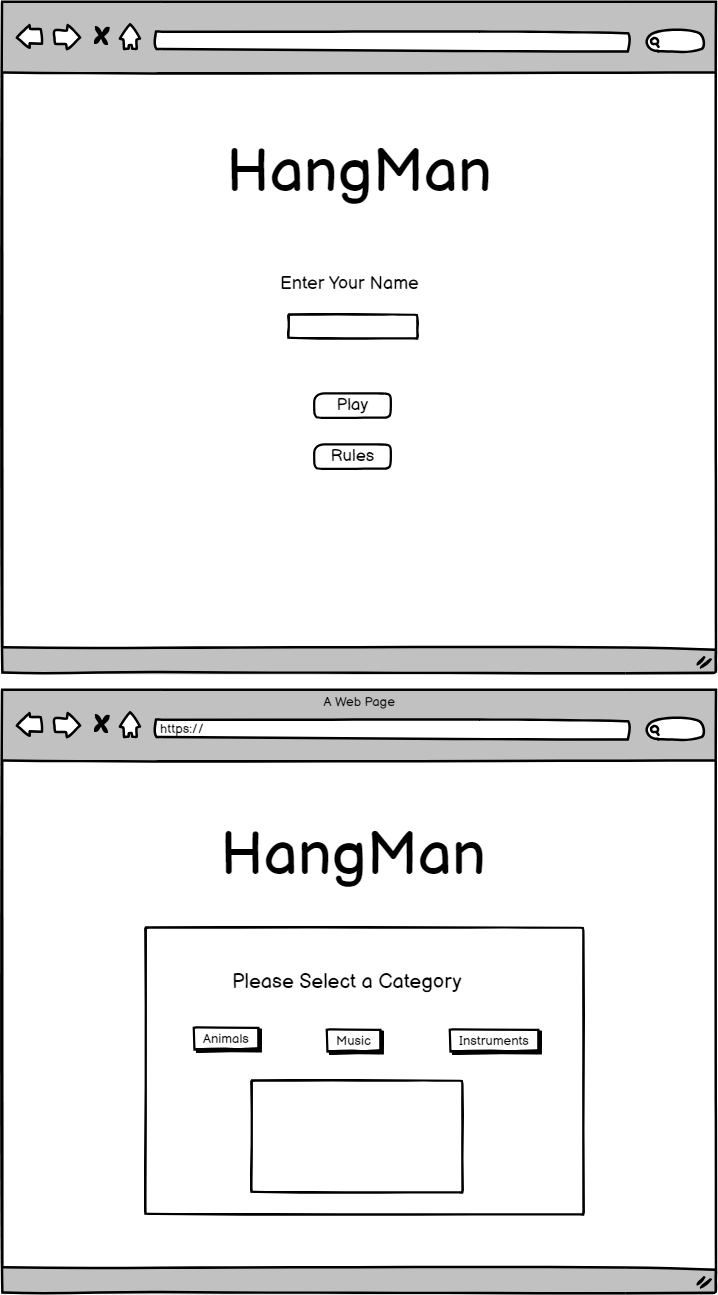 HangMan
Enter Your Name
Play
Rules
A Web Page
https://
HangMan
Please Select a Category
Animals
Music
Instruments